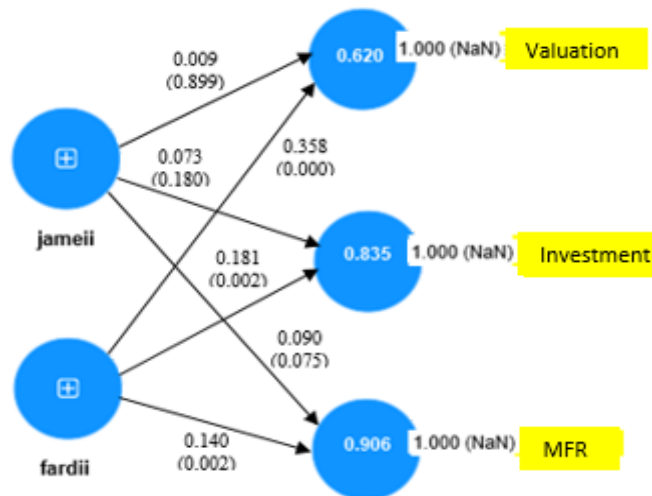 0.620
1.000 (NaN)
Valuation
0.009
(0.899)
0.358
(0.000)
0.073
(0.180)
jameii
0.835
1.000 (NaN)
Investment
0.181
(0.002)
0.090
(0.075)
0.140
(0.002)
fardii
0.906
1.000 (NaN)
MFR